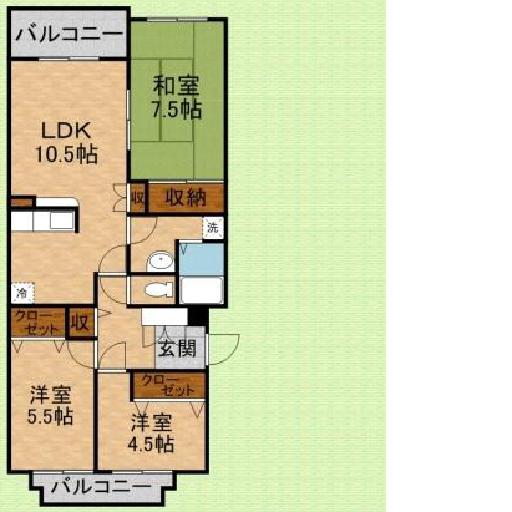 バルコニー
和室
7.5帖
LDK
10.5帖
収
収納
洗
冷
クロー
ゼット
収
玄関
洋室
5.5帖
クロー
ゼット
洋室
4.5帖
バルコニー